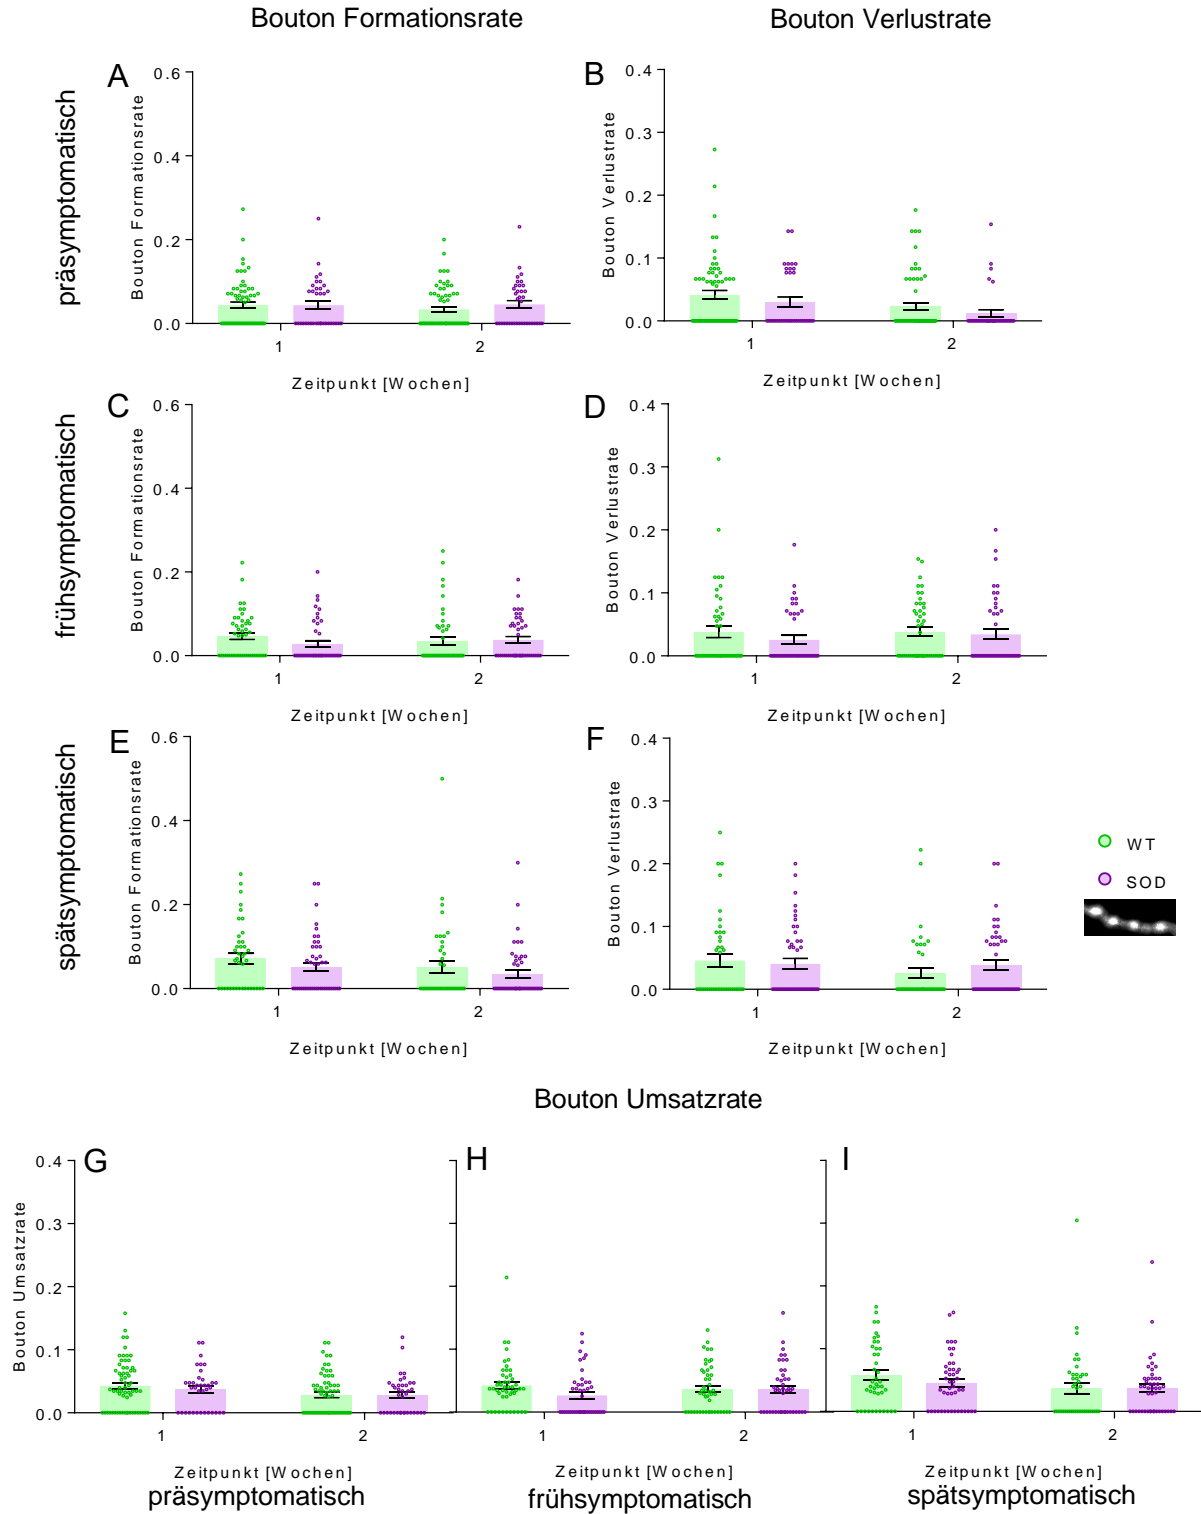 Bouton Formationsrate
Bouton Verlustrate
präsymptomatisch
A
Bouton Formationsrate
0.6
0.4
0.2
0.0
1
2
Zeitpunkt [Wochen]
B
Bouton Verlustrate
0.4
0.3
0.2
0.1
0.0
1
2
Zeitpunkt [Wochen]
frühsymptomatisch
C
Bouton Formationsrate
0.6
0.4
0.2
0.0
1
2
Zeitpunkt [Wochen]
D
Bouton Verlustrate
0.4
0.3
0.2
0.1
0.0
1
2
Zeitpunkt [Wochen]
spätsymptomatisch
E
Bouton Formationsrate
0.6
0.4
0.2
0.0
1
2
Zeitpunkt [Wochen]
F
Bouton Verlustrate
0.4
0.3
0.2
0.1
0.0
1
2
Zeitpunkt [Wochen]
WT
SOD
Bouton Umsatzrate
G
Bouton Umsatzrate
0.4
0.3
0.2
0.1
0.0
1
2
Zeitpunkt [Wochen]
präsymptomatisch
H
1
2
Zeitpunkt [Wochen]
frühsymptomatisch
I
1
2
Zeitpunkt [Wochen]
spätsymptomatisch